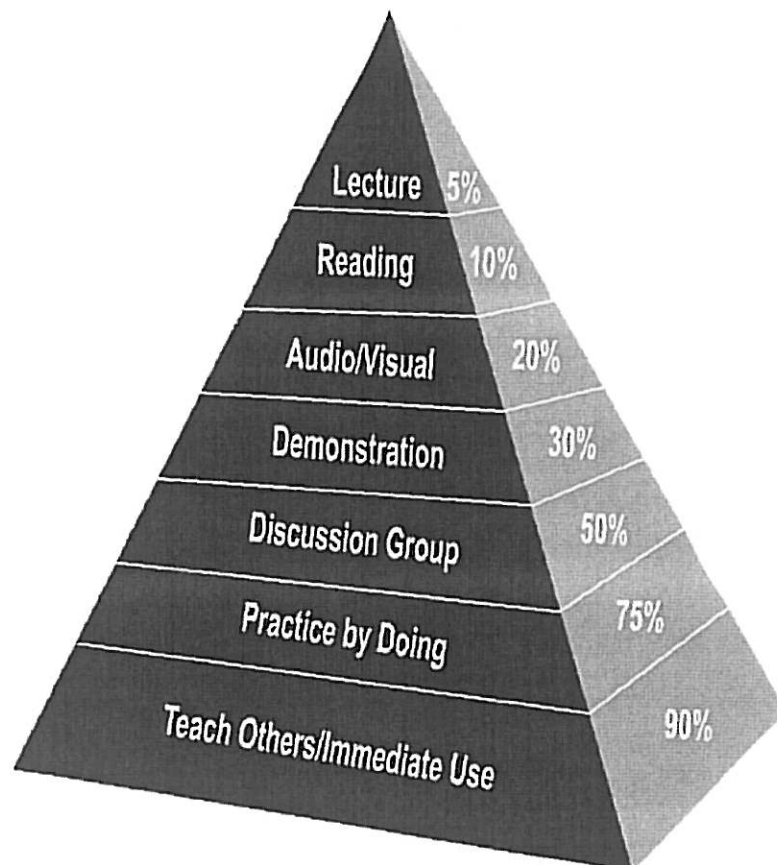 Lecture 5%
Reading 10%
Audio/Visual 20%
Demonstration 30%
Discussion Group 50%
Practice by Doing 75%
Teach Others/Immediate Use 90%